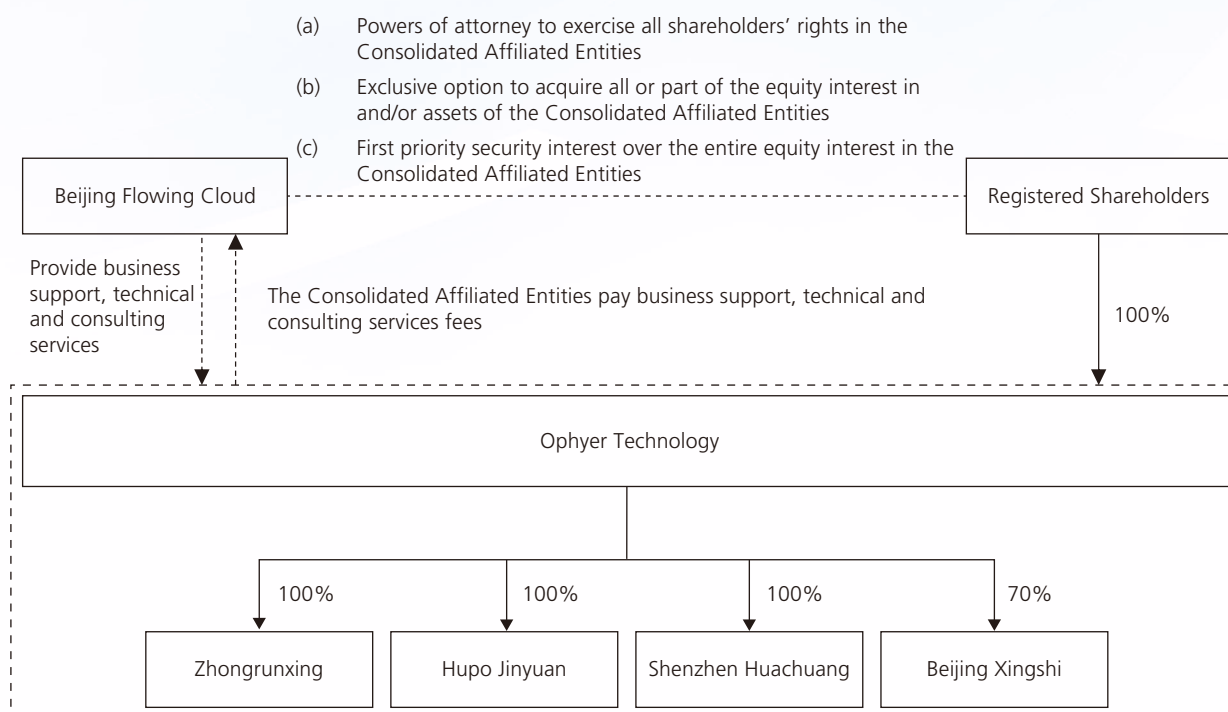 (a) Powers of attorney to exercise all shareholders’ rights in the
Consolidated Affiliated Entities
(b) Exclusive option to acquire all or part of the equity interest in
and/or assets of the Consolidated Affiliated Entities
(c) First priority security interest over the entire equity interest in the
Consolidated Affiliated Entities
Beijing Flowing Cloud
Registered Shareholders
Provide business
support, technical
and consulting
services
The Consolidated Affiliated Entities pay business support, technical and
consulting services fees
100%
Ophyer Technology
100%
100%
100%
70%
Zhongrunxing
Hupo Jinyuan
Shenzhen Huachuang
Beijing Xingshi